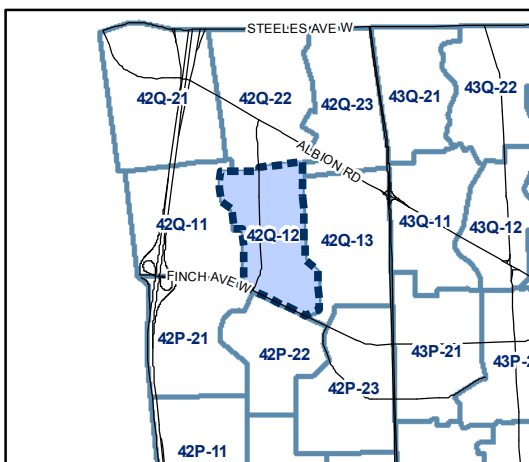 STEELES AVE W
42Q-21
42Q-22
42Q-23
43Q-21
43Q-22
ALBION RD
42Q-11
42Q-12
42Q-13
43Q-11
43Q-12
FINCH AVE W
42P-21
42P-22
42P-23
43P-21
42P-11